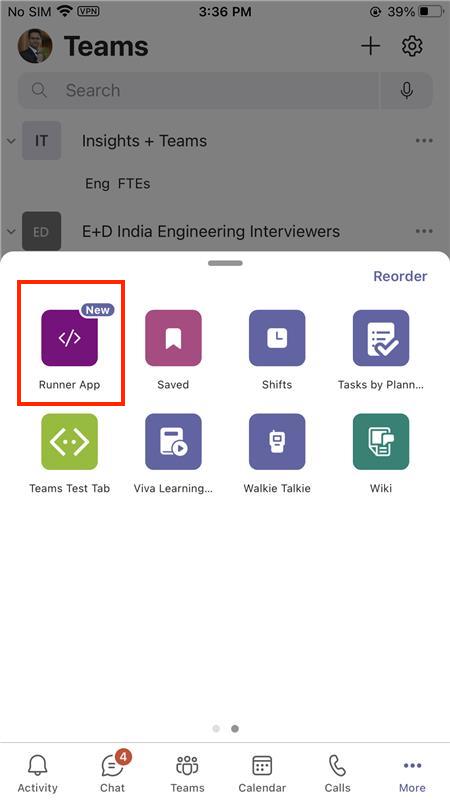 No SIM VPN 3:36 PM 39%
Teams
Search
IT Insights + Teams
Eng FTEs
ED E+D India Engineering Interviewers
Reorder
New
Runner App Saved Shifts Tasks by Plann...
Teams Test Tab Viva Learning... Walkie Talkie Wiki
4
Activity Chat Teams Calendar Calls More